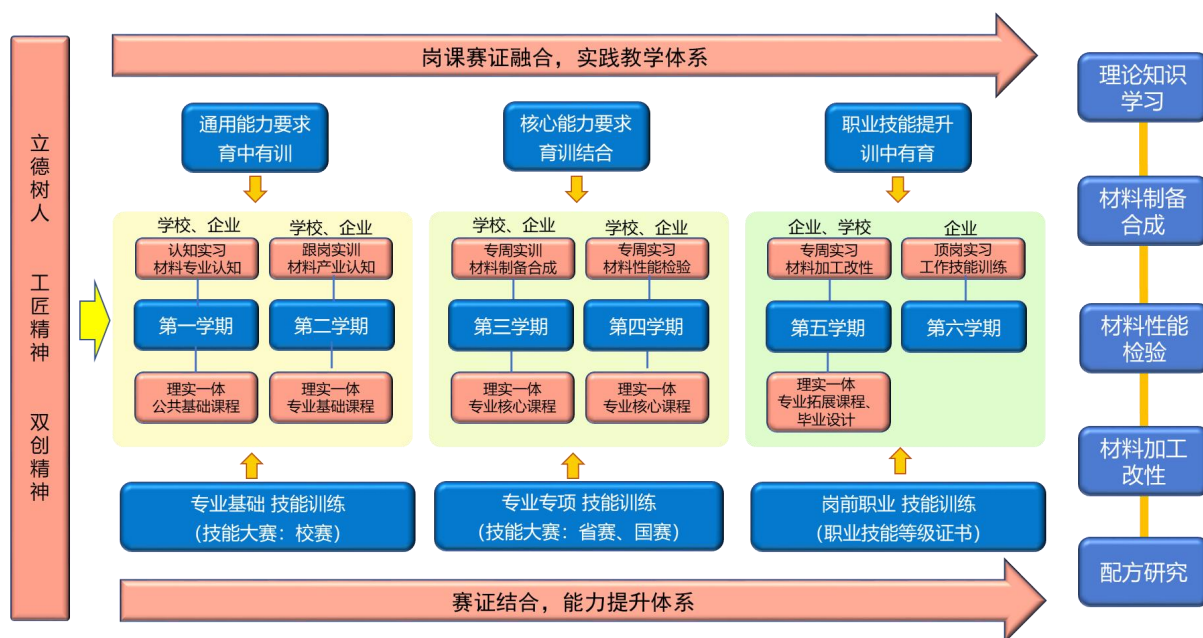 岗课赛证融合，实践教学体系
立德树人
工匠精神
双创精神
通用能力要求
育中有训
核心能力要求
育训结合
职业技能提升
训中有育
学校、企业
学校、企业
学校、企业
学校、企业
企业、学校
企业
认知实习
材料专业认知
跟岗实训
材料产业认知
专周实训
材料制备合成
专周实习
材料性能检验
专周实习
材料加工改性
顶岗实习
工作技能训练
第一学期
第二学期
第三学期
第四学期
第五学期
第六学期
理实一体
公共基础课程
理实一体
专业基础课程
理实一体
专业核心课程
理实一体
专业核心课程
理实一体
专业拓展课程、
毕业设计
专业基础 技能训练
（技能大赛：校赛）
专业专项 技能训练
（技能大赛：省赛、国赛）
岗前职业 技能训练
（职业技能等级证书）
赛证结合，能力提升体系
理论知识
学习
材料制备
合成
材料性能
检验
材料加工
改性
配方研究